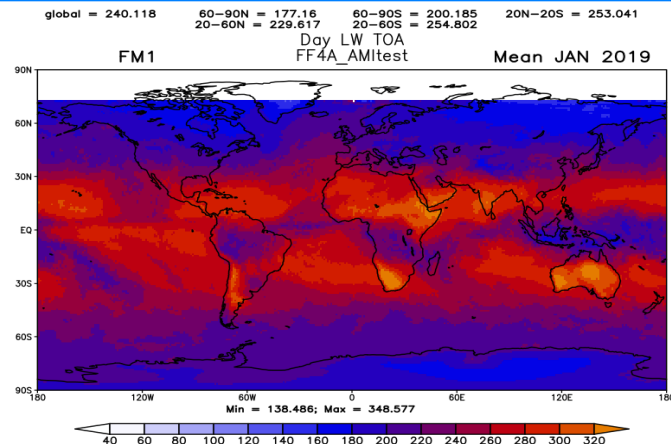 global = 240.118 60-90N = 177.16 60-90S = 200.185 20N-20S = 253.041
20-60N = 229.617 20-60S = 254.802
Day LW TOA
FM1 FF4A_AMItest Mean JAN 2019
90N
60N
30N
EQ
30S
60S
90S
180 120W 60W 0 60E 120E 180
Min = 138.486; Max = 348.577
40 60 80 100 120 140 160 180 200 220 240 260 280 300 320